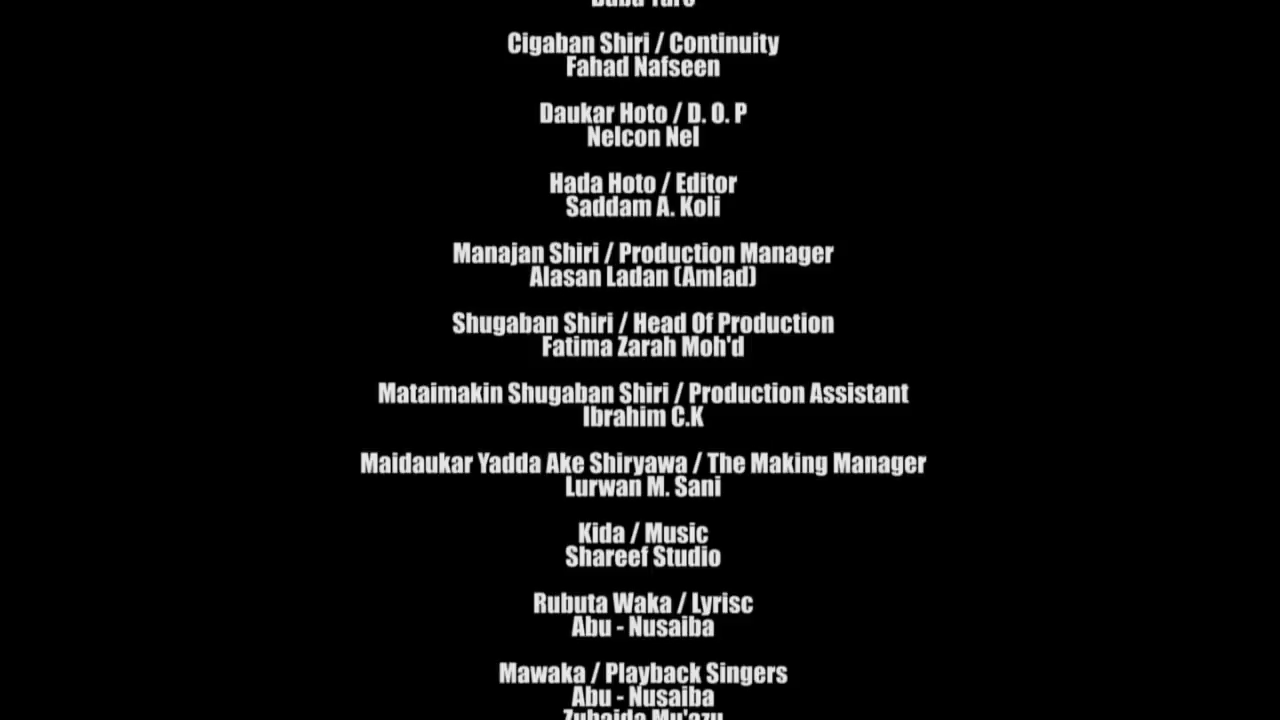 Cigaban Shiri / Continuity
Fahad Nafseen
Daukar Hoto / D. O. P
Nelcon Nel
Hada Hoto / Editor
Saddam A. Koli
Manajan Shiri / Production Manager
Alasan Ladan (Amlad)
Shugaban Shiri / Head Of Production
Fatima Zarah Moh'd
Mataimakin Shugaban Shiri / Production Assistant
Ibrahim C.K
Maidaukar Yadda Ake Shiryawa / The Making Manager
Lurwan M. Sani
Kida / Music
Shareef Studio
Rubuta Waka / Lyrisc
Abu - Nusaiba
Mawaka / Playback Singers
Abu - Nusaiba
Zubaida Mu'azu